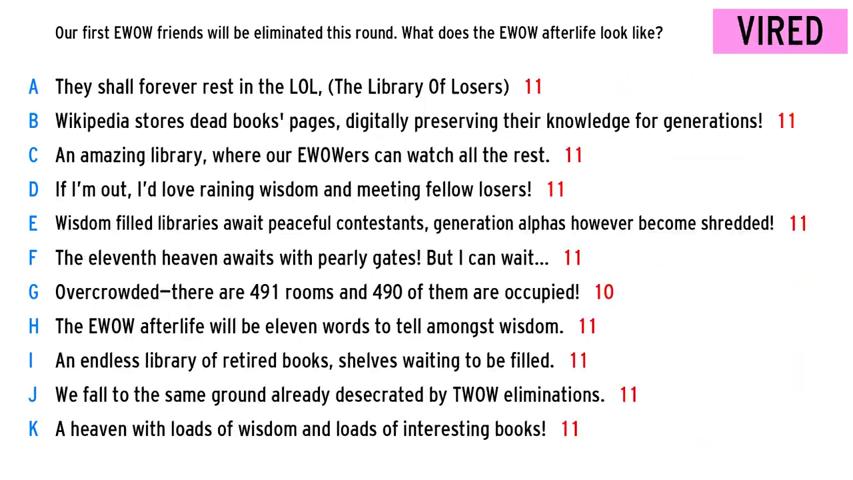 Our first EWOW friends will be eliminated this round. What does the EWOW afterlife look like?
VIRED
A They shall forever rest in the LOL, (The Library Of Losers) 11
B Wikipedia stores dead books' pages, digitally preserving their knowledge for generations! 11
C An amazing library, where our EWOWers can watch all the rest. 11
D If I'm out, I'd love raining wisdom and meeting fellow losers! 11
E Wisdom filled libraries await peaceful contestants, generation alphas however become shredded! 11
F The eleventh heaven awaits with pearly gates! But I can wait... 11
G Overcrowded—there are 491 rooms and 490 of them are occupied! 10
H The EWOW afterlife will be eleven words to tell amongst wisdom. 11
I An endless library of retired books, shelves waiting to be filled. 11
J We fall to the same ground already desecrated by TWOW eliminations. 11
K A heaven with loads of wisdom and loads of interesting books! 11